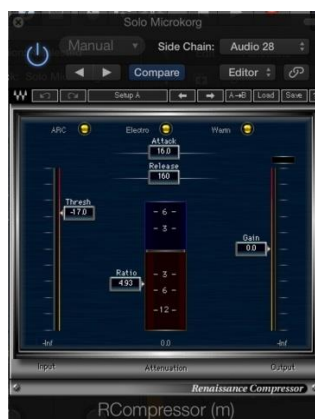 Solo Microkorg
Manual Side Chain: Audio 28
Compare Editor
Setup A A→B Load Save
ARC Electro Warm
Attack
16.0
Release
160
Thresh
-17.0
- 6 -
- 3 -
Gain
0.0
Ratio
4.93
- 3 -
- 6 -
-12-
-Inf 0.0 -Inf
Input Attenuation Output
Renaissance Compressor
RCompressor (m)